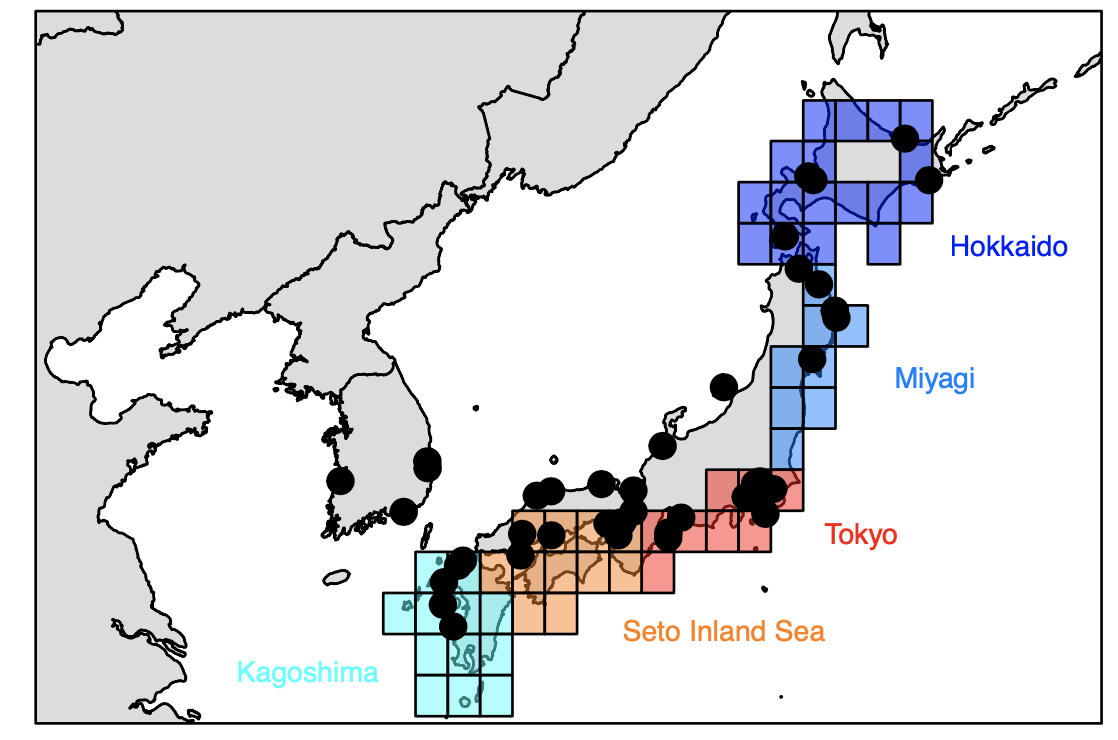 Hokkaido
Miyagi
Tokyo
Seto Inland Sea
Kagoshima